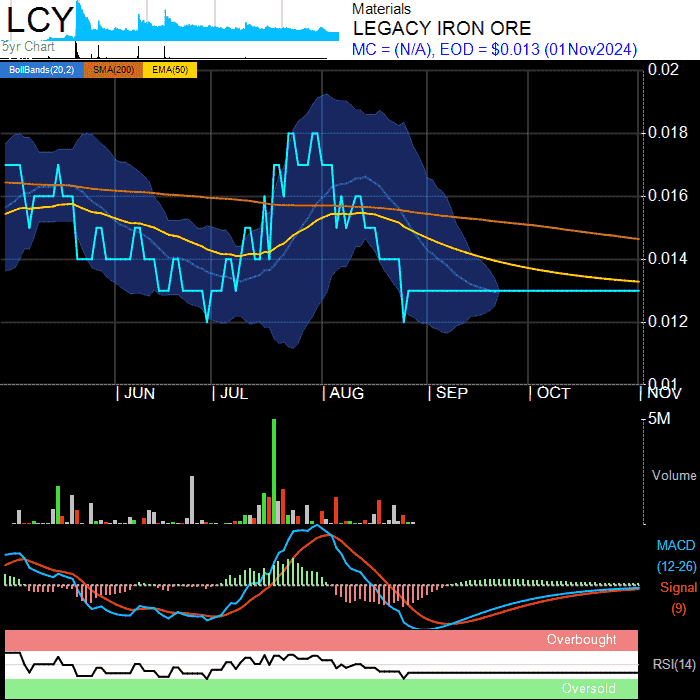 LCY
Materials
LEGACY IRON ORE
5yr Chart
MC = (N/A), EOD = $0.013 (01Nov2024)
BollBands(20,2) SMA(200) EMA(50)
0.02
0.018
0.016
0.014
0.012
0.01
JUN JUL AUG SEP OCT NOV
5M
Volume
MACD
(12-26)
Signal
(9)
Overbought
RSI(14)
Oversold